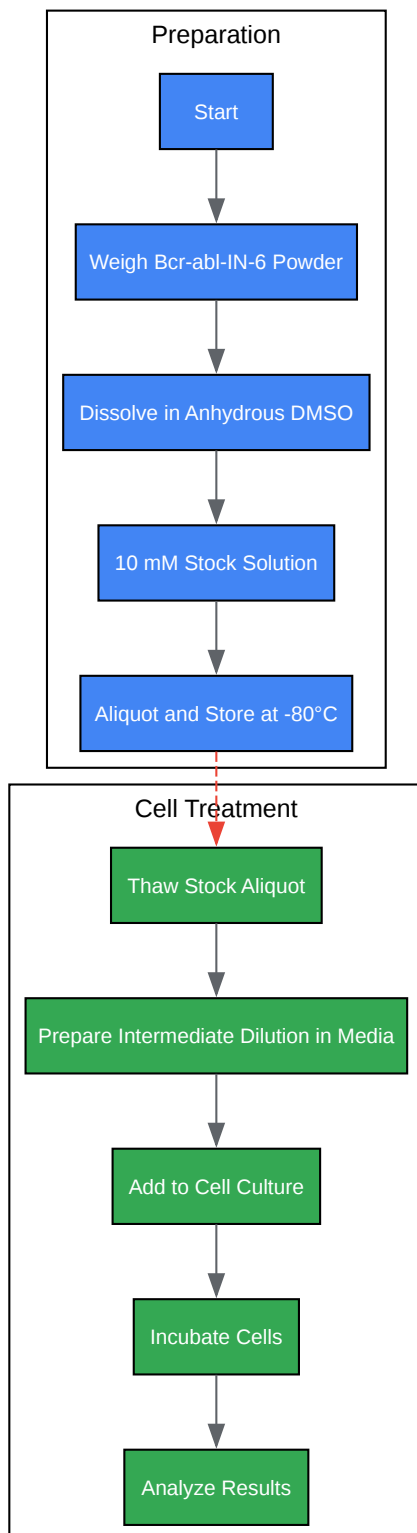 Preparation
Start
Weigh Bcr-abl-IN-6 Powder
Dissolve in Anhydrous DMSO
10 mM Stock Solution
Aliquot and Store at -80°C
Cell Treatment
Thaw Stock Aliquot
Prepare Intermediate Dilution in Media
Add to Cell Culture
Incubate Cells
Analyze Results